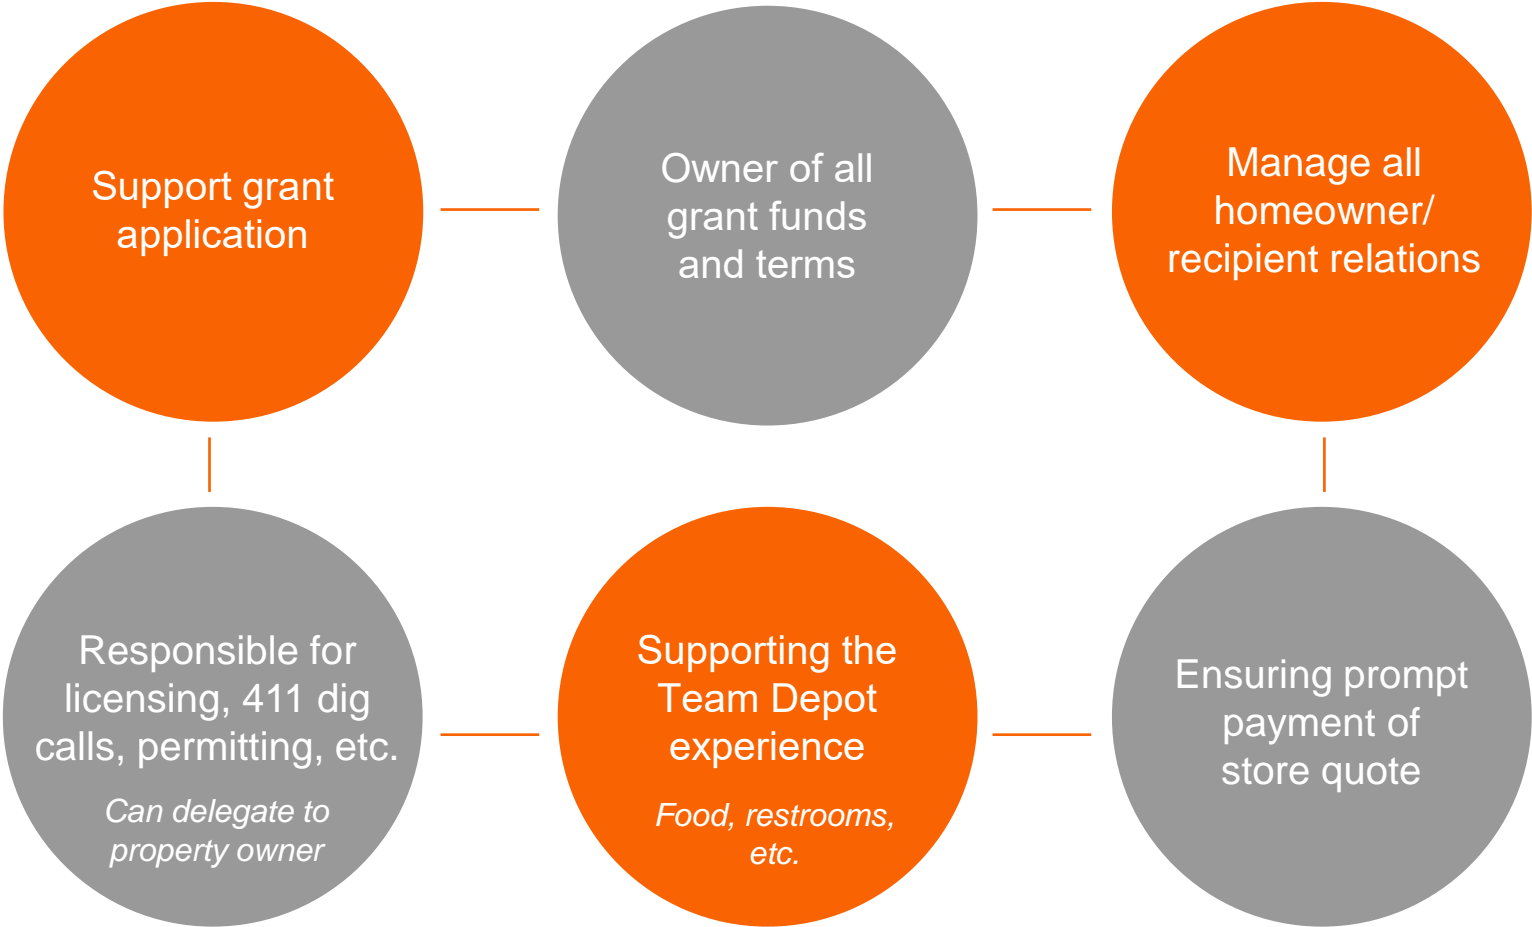 Support grant
application
Owner of all
grant funds
and terms
Manage all
homeowner/
recipient relations
Responsible for
licensing, 411 dig
calls, permitting, etc.
Can delegate to
property owner
Supporting the
Team Depot
experience
Food, restrooms,
etc.
Ensuring prompt
payment of
store quote